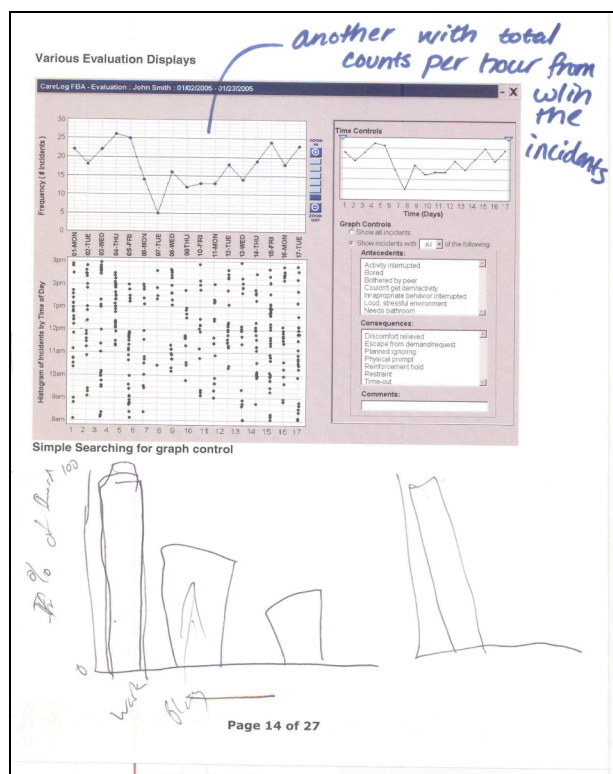 another with total
counts per hour from
w/in
the
incidents
Various Evaluation Displays
CareLog FBA - Evaluation : John Smith : 01/02/2005 - 01/23/2005
- X
Frequency (# Incidents)
30
25
20
15
10
5
0
ZOOM
IN
ZOOM
OUT
01-MON
02-TUE
03-WED
04-THU
05-FRI
06-MON
07-TUE
08-WED
09-THU
10-FRI
11-MON
12-TUE
13-WED
14-THU
15-FRI
16-MON
17-TUE
Histogram of Incidents by Time of Day
3pm
2pm
1pm
12pm
11am
10am
9am
8am
1 2 3 4 5 6 7 8 9 10 11 12 13 14 15 16 17
Time Controls
1 2 3 4 5 6 7 8 9 10 11 12 13 14 15 16 17
Time (Days)
Graph Controls
Show all incidents
Show incidents with All of the following:
Antecedents:
Activity interrupted
Bored
Bothered by peer
Couldn't get item/activity
Innapropriate behavior interrupted
Loud, stressful environment
Needs bathroom
Consequences:
Discomfort relieved
Escape from demand/request
Planned ignoring
Physical prompt
Reinforcement hold
Restraint
Time-out
Comments:
Simple Searching for graph control
100
% of
0
work
Play
Page 14 of 27